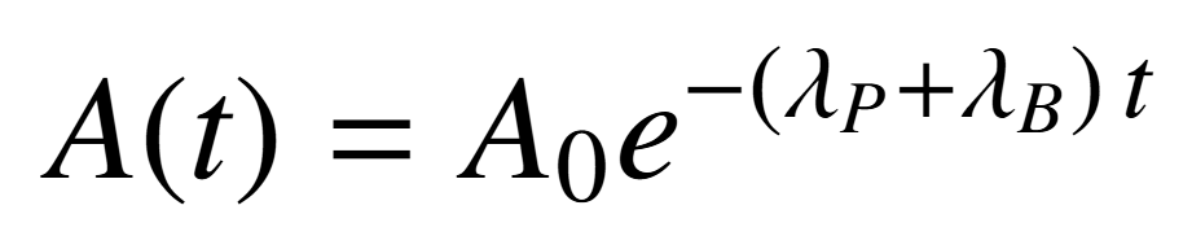 A(t) = A₀e^{−(λ_P+λ_B) t}